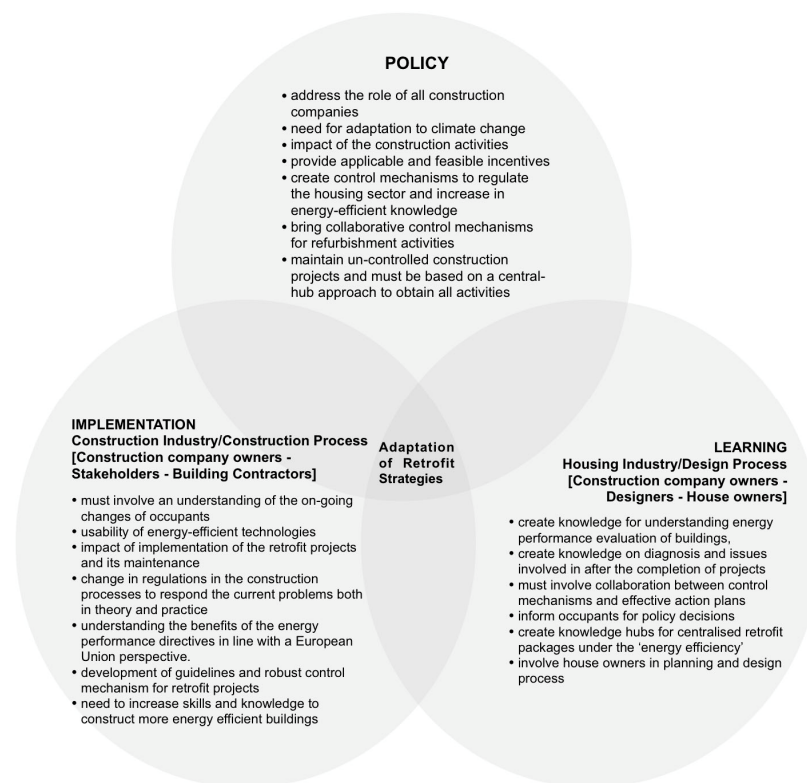 POLICY
• address the role of all construction
companies
• need for adaptation to climate change
• impact of the construction activities
• provide applicable and feasible incentives
• create control mechanisms to regulate
the housing sector and increase in
energy-efficient knowledge
• bring collaborative control mechanisms
for refurbishment activities
• maintain un-controlled construction
projects and must be based on a central-
hub approach to obtain all activities
IMPLEMENTATION
Construction Industry/Construction Process
[Construction company owners -
Stakeholders - Building Contractors]
• must involve an understanding of the on-going
changes of occupants
• usability of energy-efficient technologies
• impact of implementation of the retrofit projects
and its maintenance
• change in regulations in the construction
processes to respond the current problems both
in theory and practice
• understanding the benefits of the energy
performance directives in line with a European
Union perspective.
• development of guidelines and robust control
mechanism for retrofit projects
• need to increase skills and knowledge to
construct more energy efficient buildings
Adaptation
of Retrofit
Strategies
LEARNING
Housing Industry/Design Process
[Construction company owners -
Designers - House owners]
• create knowledge for understanding energy
performance evaluation of buildings,
• create knowledge on diagnosis and issues
involved in after the completion of projects
• must involve collaboration between control
mechanisms and effective action plans
• inform occupants for policy decisions
• create knowledge hubs for centralised retrofit
packages under the ‘energy efficiency’
• involve house owners in planning and design
process